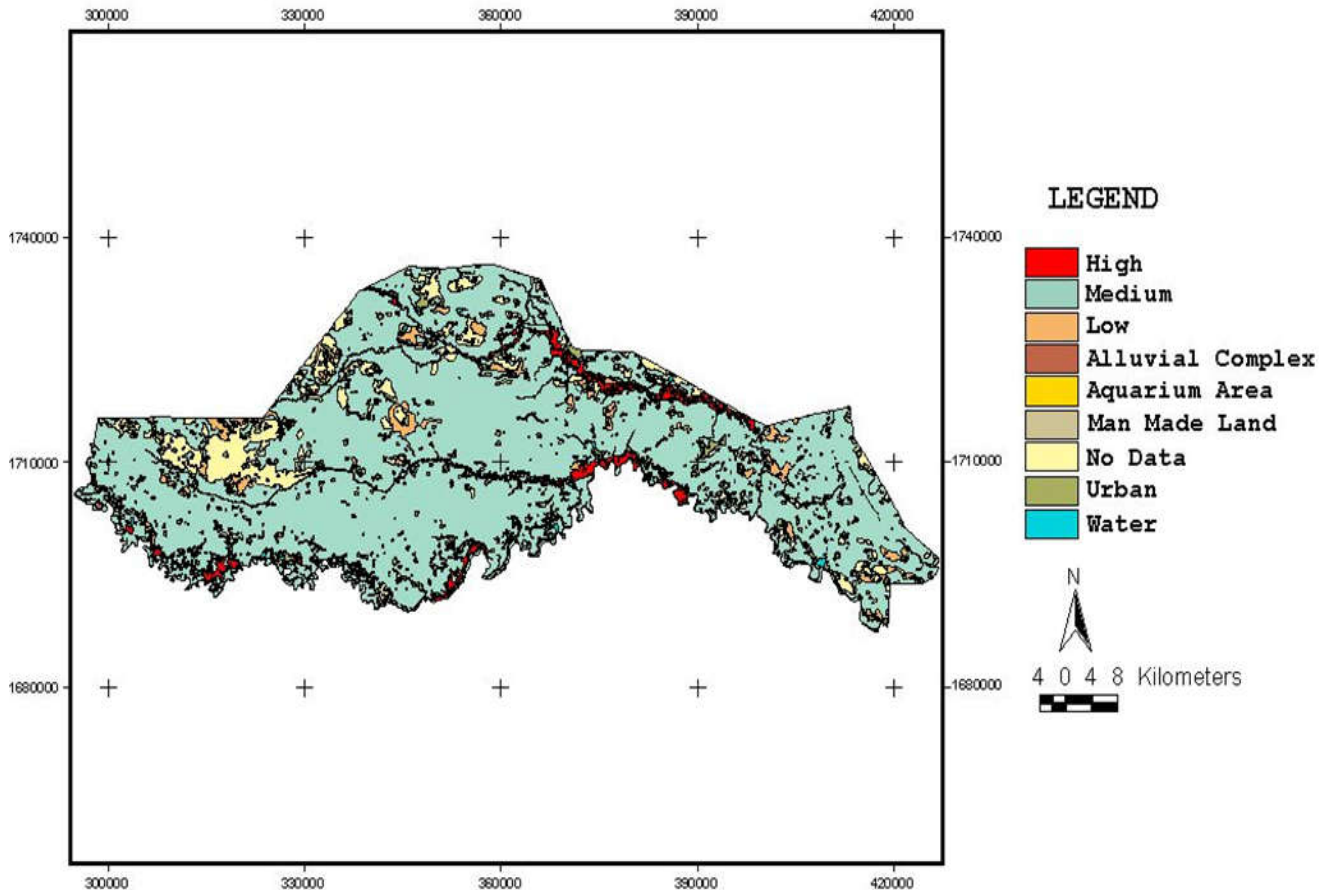 300000 330000 360000 390000 420000
LEGEND
High
Medium
Low
Alluvial Complex
Aquarium Area
Man Made Land
No Data
Urban
Water
1740000 1740000
1710000 1710000
1680000 1680000
N
4 0 4 8 Kilometers
300000 330000 360000 390000 420000